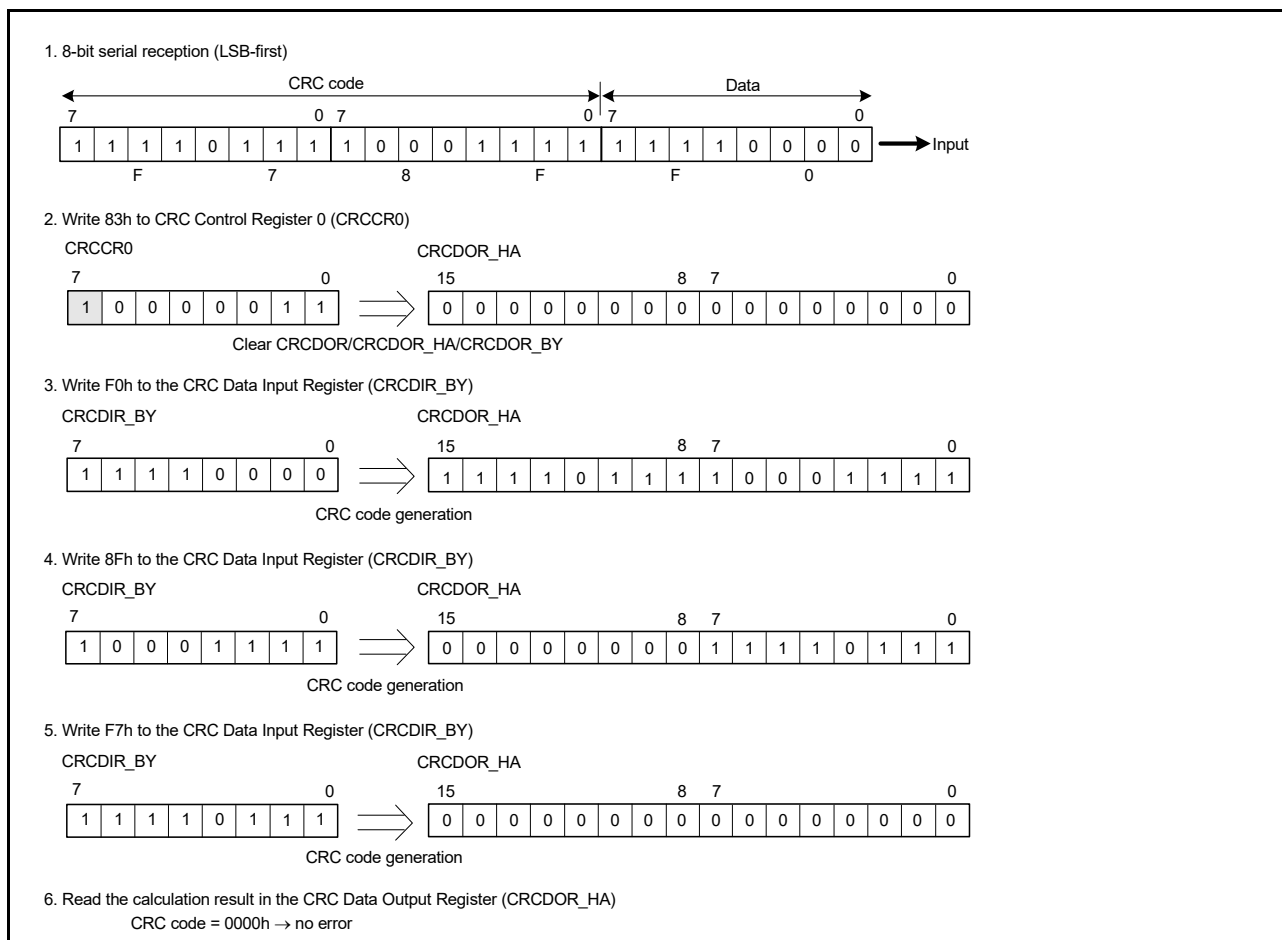 1. 8-bit serial reception (LSB-first)
CRC code Data
7 0 7 0 7 0
1 1 1 1 0 1 1 1 1 0 0 0 1 1 1 1 1 1 1 1 0 0 0 0 Input
F 7 8 F F 0
2. Write 83h to CRC Control Register 0 (CRCCR0)
CRCCR0 CRCDOR_HA
7 0 15 8 7 0
1 0 0 0 0 0 1 1 0 0 0 0 0 0 0 0 0 0 0 0 0 0 0 0
Clear CRCDOR/CRCDOR_HA/CRCDOR_BY
3. Write F0h to the CRC Data Input Register (CRCDIR_BY)
CRCDIR_BY CRCDOR_HA
7 0 15 8 7 0
1 1 1 1 0 0 0 0 1 1 1 1 0 1 1 1 1 0 0 0 1 1 1 1
CRC code generation
4. Write 8Fh to the CRC Data Input Register (CRCDIR_BY)
CRCDIR_BY CRCDOR_HA
7 0 15 8 7 0
1 0 0 0 1 1 1 1 0 0 0 0 0 0 0 0 1 1 1 1 0 1 1 1
CRC code generation
5. Write F7h to the CRC Data Input Register (CRCDIR_BY)
CRCDIR_BY CRCDOR_HA
7 0 15 8 7 0
1 1 1 1 0 1 1 1 0 0 0 0 0 0 0 0 0 0 0 0 0 0 0 0
CRC code generation
6. Read the calculation result in the CRC Data Output Register (CRCDOR_HA)
CRC code = 0000h → no error